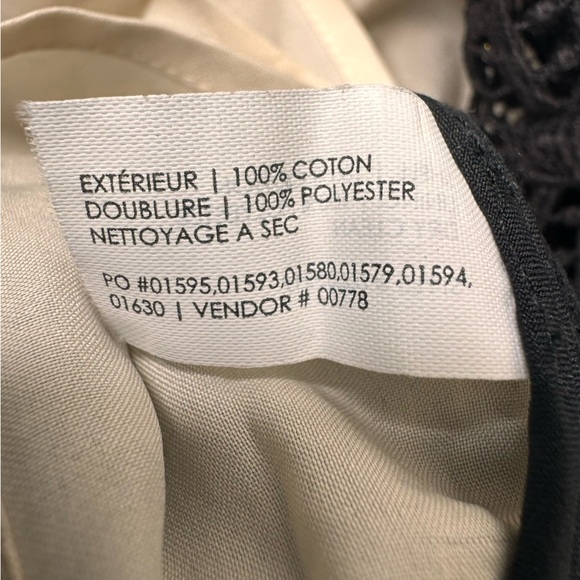 EXTÉRIEUR | 100% COTON
DOUBLURE | 100% POLYESTER
NETTOYAGE A SEC
PO #01595,01593,01580,01579,01594,
01630 | VENDOR # 00778